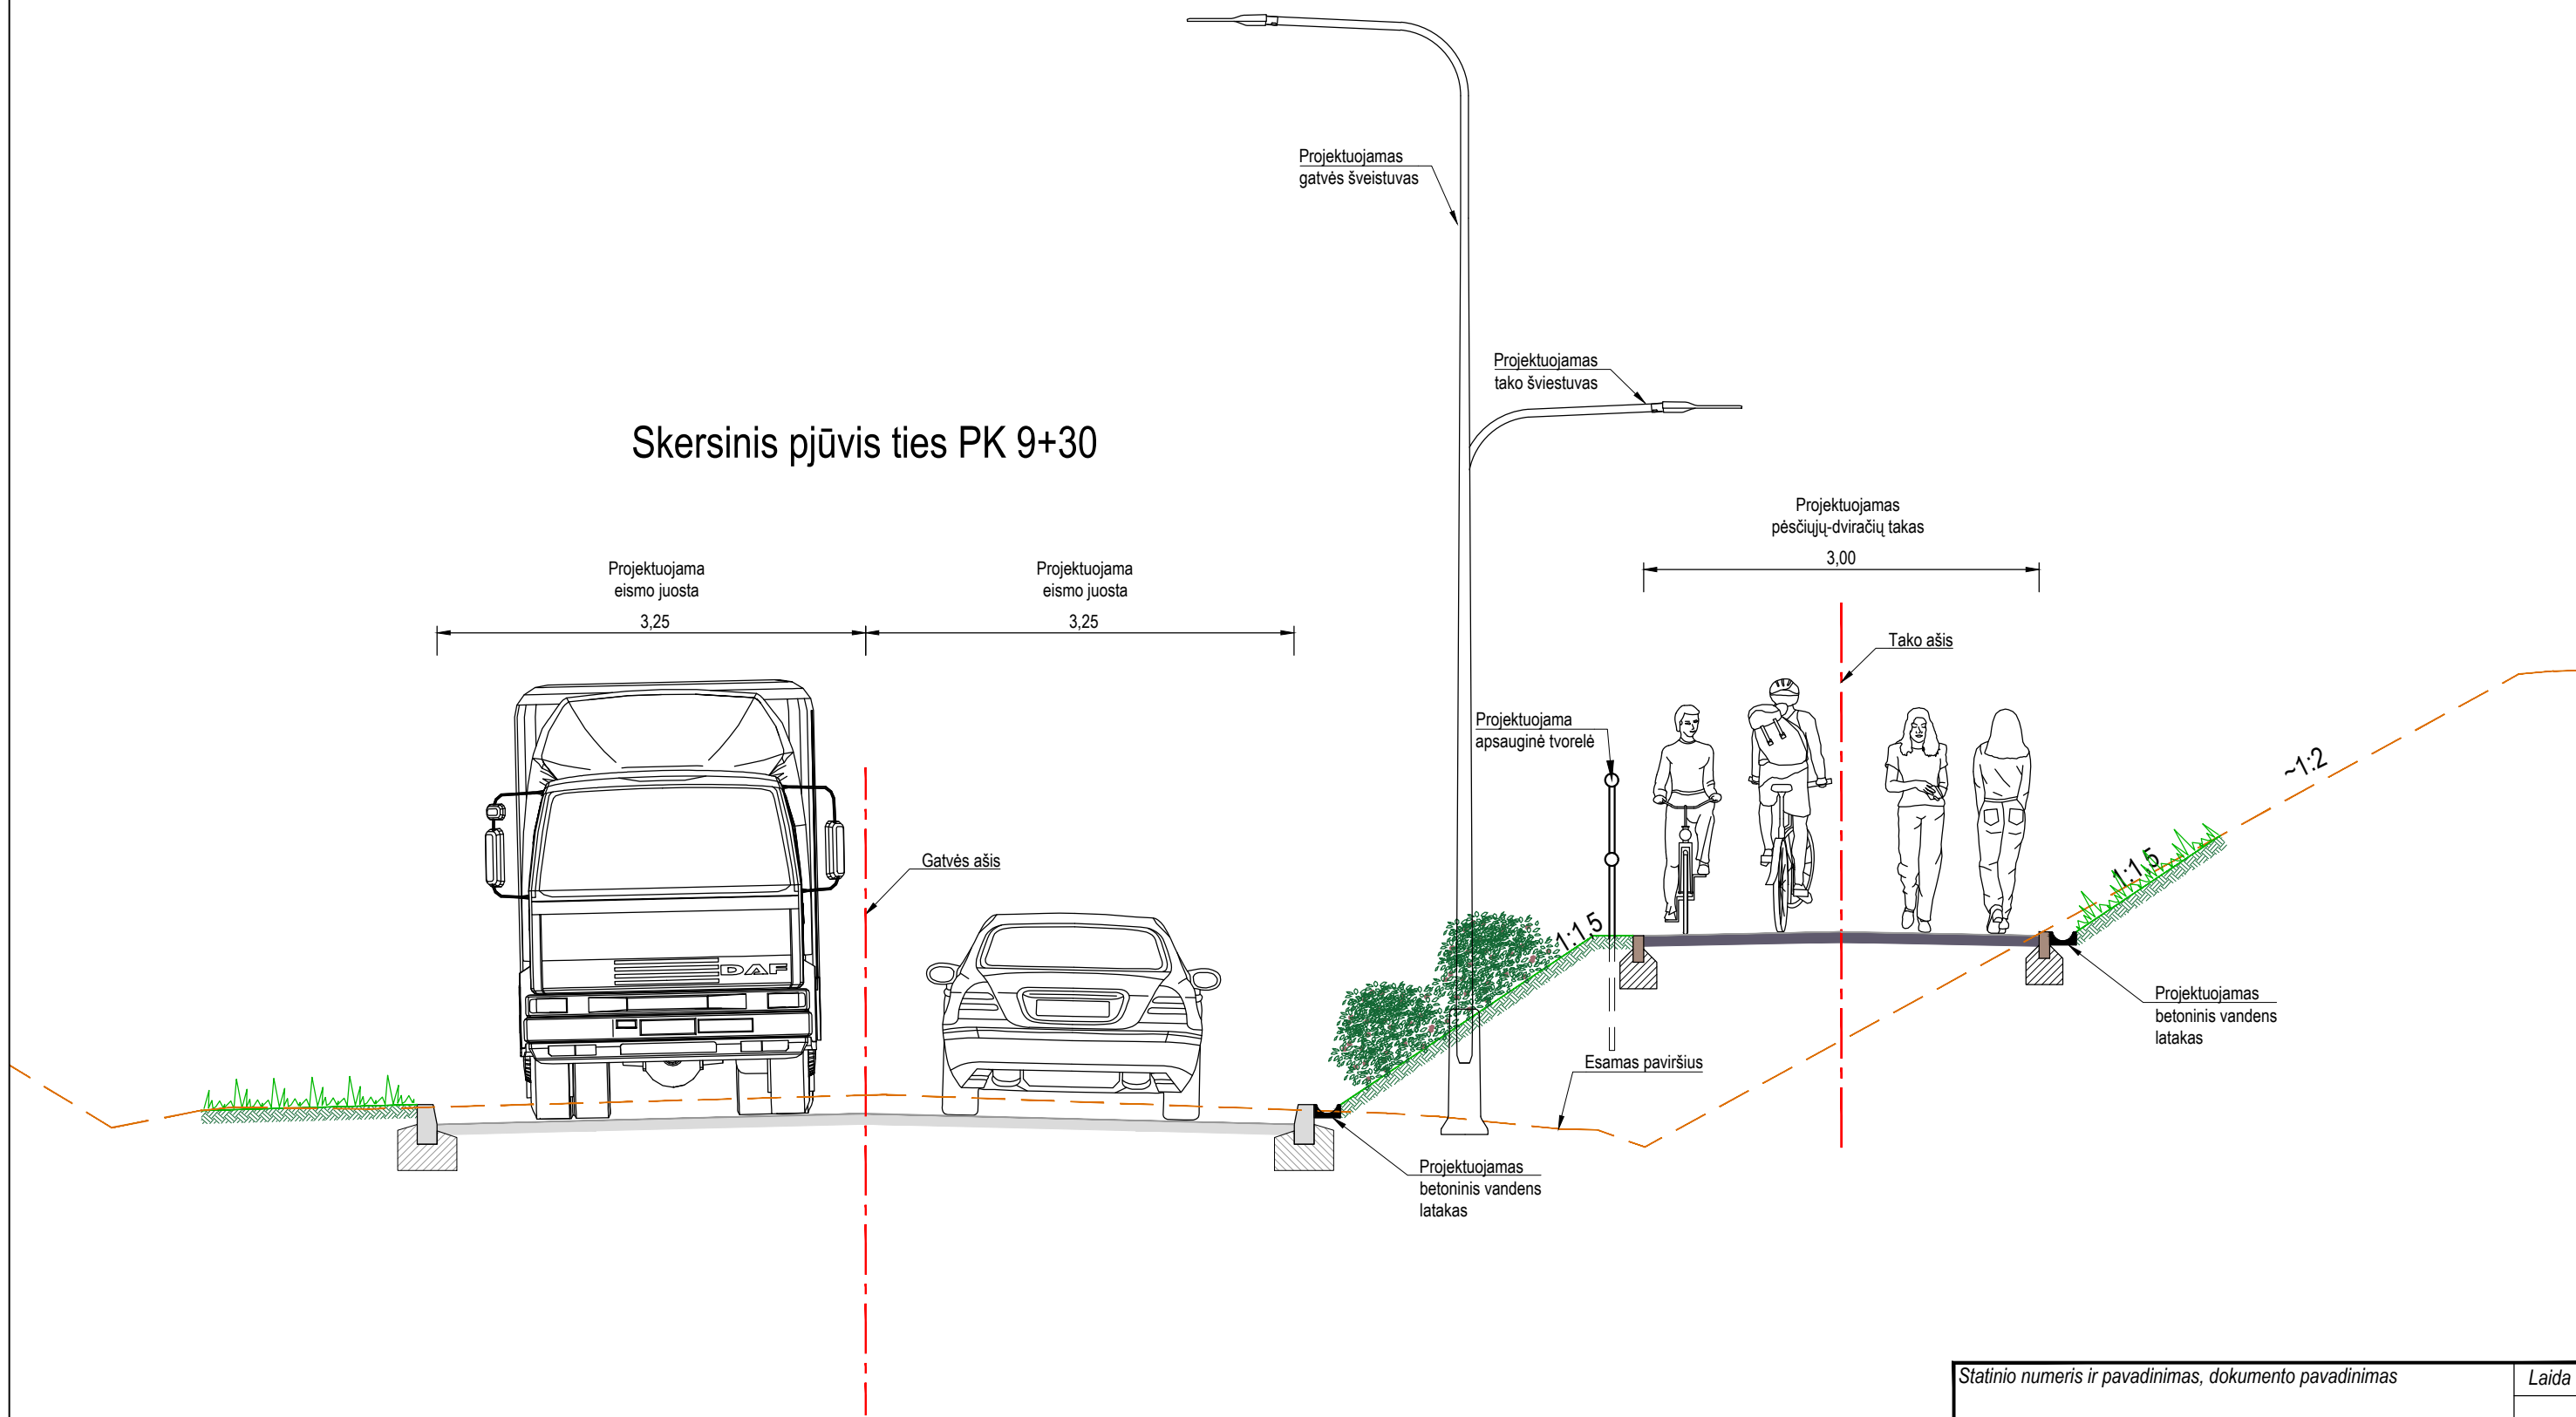 Projektuojamas
gatvės šveistuvas
Projektuojamas
tako šviestuvas
Skersinis pjūvis ties PK 9+30
Projektuojamas
pėsčiųjų-dviračių takas
3,00
Projektuojama
eismo juosta
3,25
Projektuojama
eismo juosta
3,25
Tako ašis
Projektuojama
apsauginė tvorelė
~1:2
Gatvės ašis
1:1,5
1:1,5
DAF
Projektuojamas
betoninis vandens
latakas
Esamas paviršius
Projektuojamas
betoninis vandens
latakas
Statinio numeris ir pavadinimas, dokumento pavadinimas
Laida